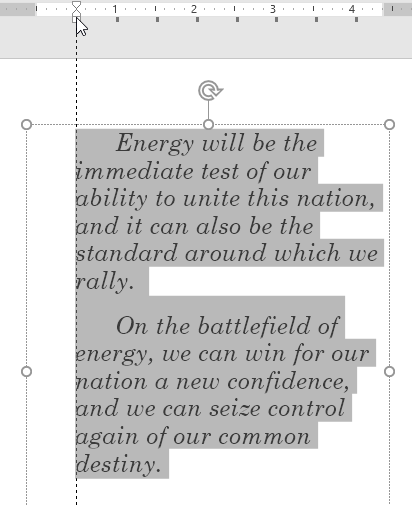 1 2 3 4
Energy will be the
immediate test of our
ability to unite this nation,
and it can also be the
standard around which we
rally.
On the battlefield of
energy, we can win for our
nation a new confidence,
and we can seize control
again of our common
destiny.